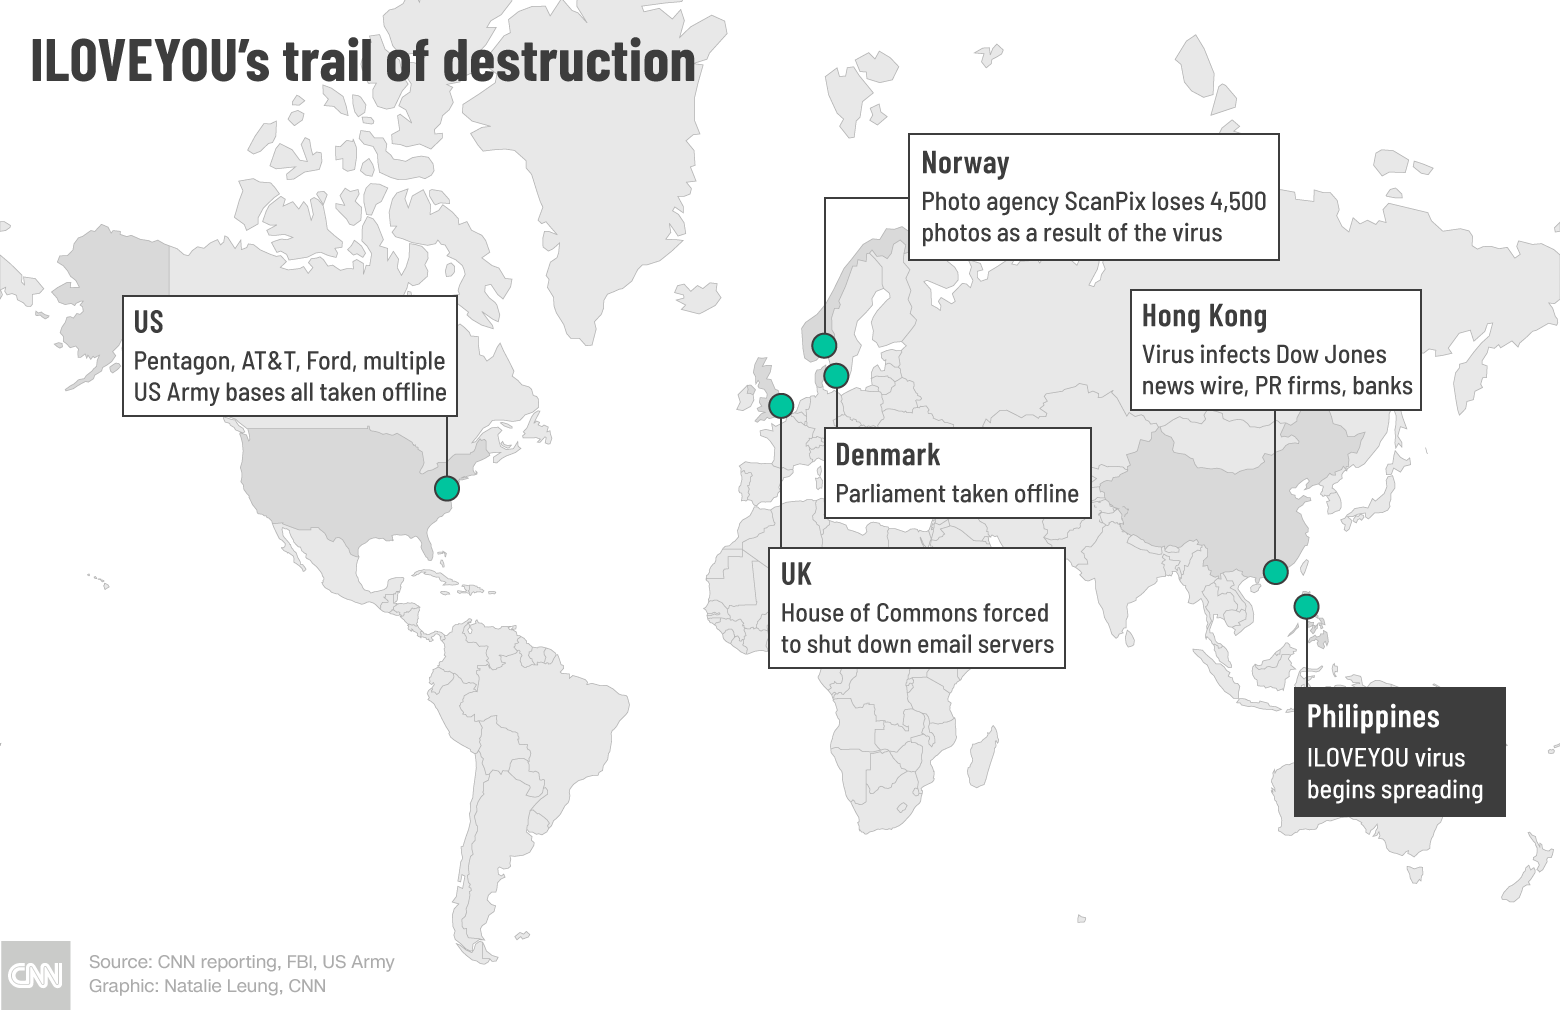 ILOVEYOU’s trail of destruction
Norway
Photo agency ScanPix loses 4,500
photos as a result of the virus
US
Pentagon, AT&T, Ford, multiple
US Army bases all taken offline
Hong Kong
Virus infects Dow Jones
news wire, PR firms, banks
Denmark
Parliament taken offline
UK
House of Commons forced
to shut down email servers
Philippines
ILOVEYOU virus
begins spreading
CNN
Source: CNN reporting, FBI, US Army
Graphic: Natalie Leung, CNN